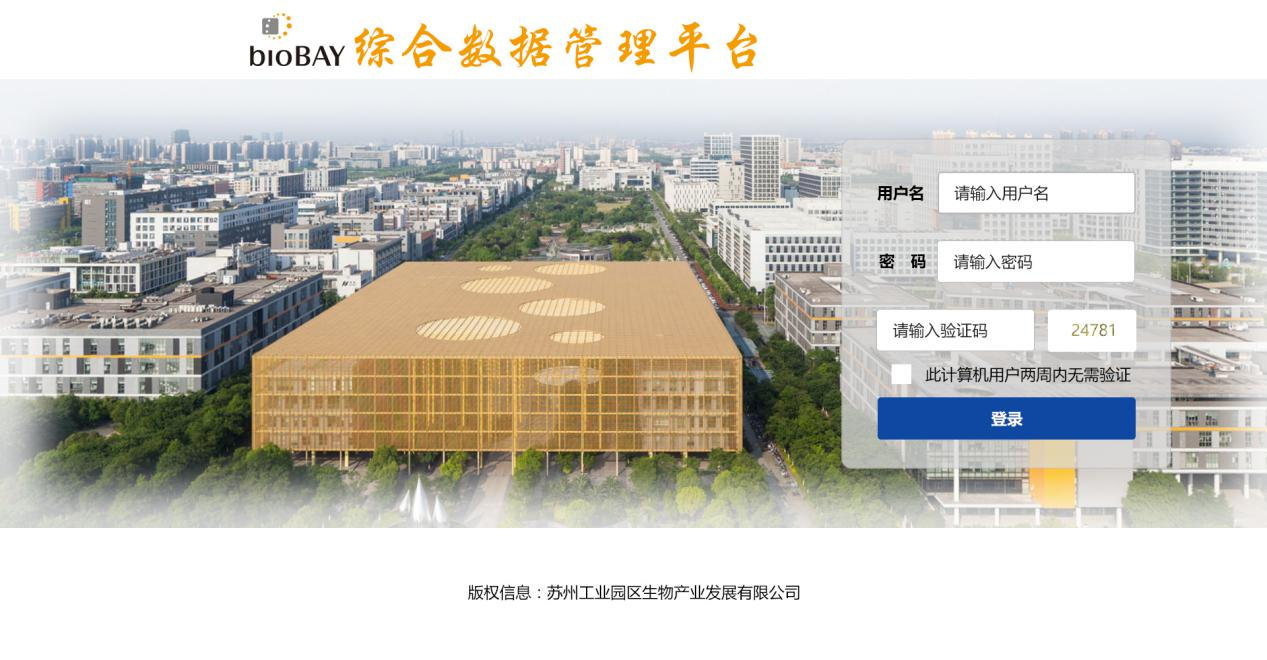 bioBAY 综合数据管理平台
用户名 请输入用户名
密 码 请输入密码
请输入验证码 24781
此计算机用户两周内无需验证
登录
版权信息：苏州工业园区生物产业发展有限公司